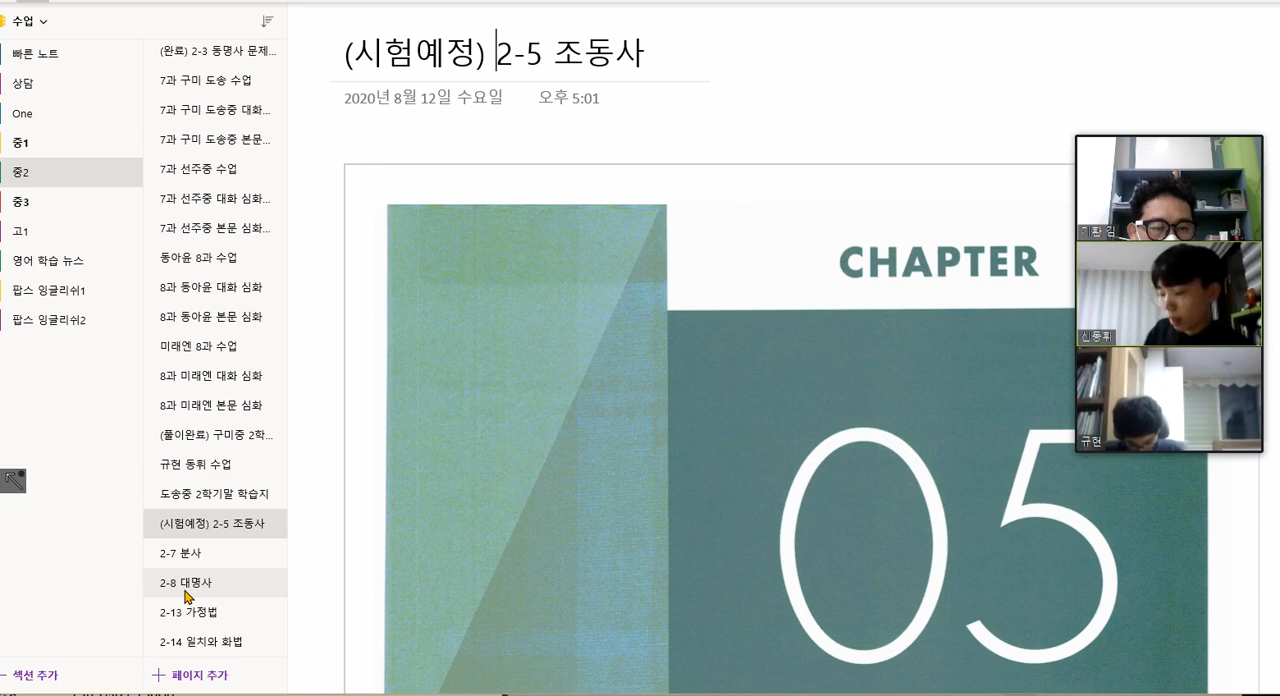 수업
빠른 노트
상담
One
중1
중2
중3
고1
영어 학습 뉴스
팝스 잉글리쉬1
팝스 잉글리쉬2
섹션 추가
(완료) 2-3 동명사 문제...
7과 구미 도송 수업
7과 구미 도송중 대화...
7과 구미 도송중 본문...
7과 선주중 수업
7과 선주중 대화 심화...
7과 선주중 본문 심화...
동아윤 8과 수업
8과 동아윤 대화 심화
8과 동아윤 본문 심화
미래엔 8과 수업
8과 미래엔 대화 심화
8과 미래엔 본문 심화
(풀이완료) 구미중 2학...
규현 동휘 수업
도송중 2학기말 학습지
(시험예정) 2-5 조동사
2-7 분사
2-8 대명사
2-13 가정법
2-14 일치와 화법
페이지 추가
(시험예정) 2-5 조동사
2020년 8월 12일 수요일 오후 5:01
CHAPTER
05
기환 김
신동휘
규현